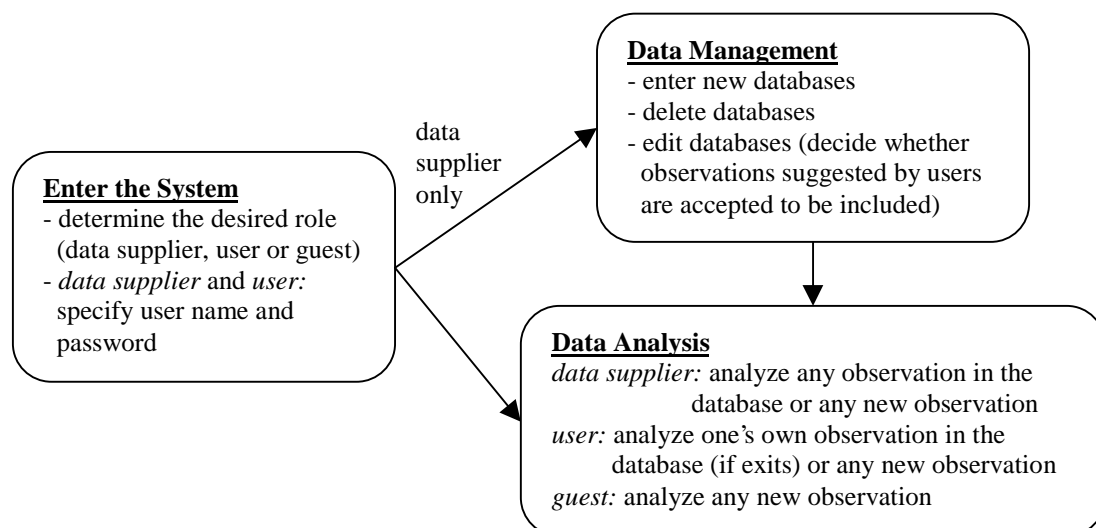 Enter the System
- determine the desired role
(data supplier, user or guest)
- data supplier and user:
specify user name and
password
data
supplier
only
Data Management
- enter new databases
- delete databases
- edit databases (decide whether
observations suggested by users
are accepted to be included)
Data Analysis
data supplier: analyze any observation in the
database or any new observation
user: analyze one’s own observation in the
database (if exits) or any new observation
guest: analyze any new observation